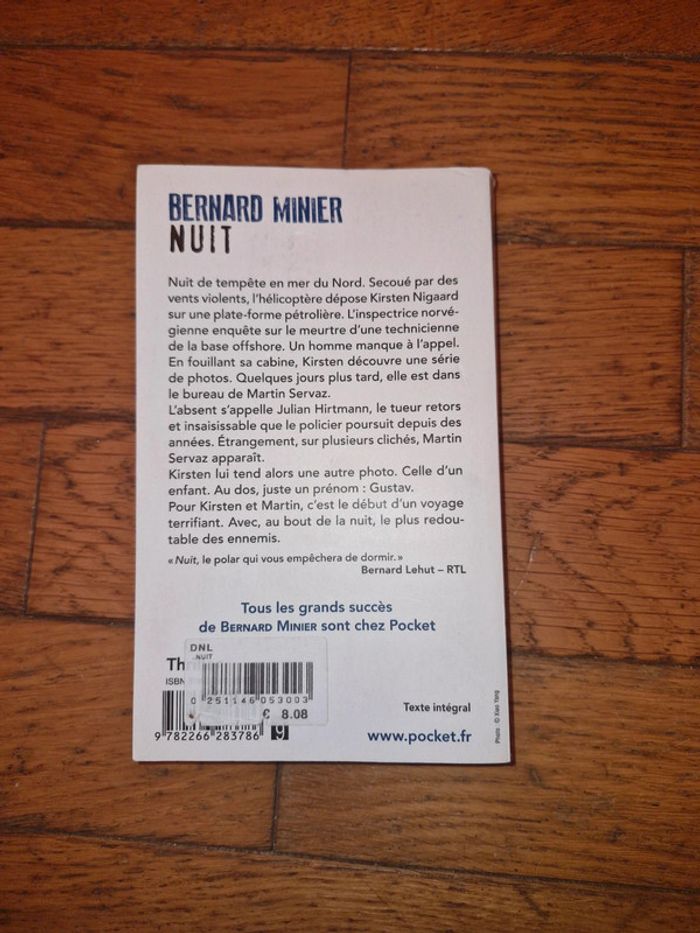 BERNARD MINIER
NUIT
Nuit de tempête en mer du Nord. Secoué par des
vents violents, l'hélicoptère dépose Kirsten Nigaard
sur une plate-forme pétrolière. L'inspectrice norvé-
gienne enquête sur le meurtre d'une technicienne
de la base offshore. Un homme manque à l'appel.
En fouillant sa cabine, Kirsten découvre une série
de photos. Quelques jours plus tard, elle est dans
le bureau de Martin Servaz.
L'absent s'appelle Julian Hirtmann, le tueur retors
et insaisissable que le policier poursuit depuis des
années. Étrangement, sur plusieurs clichés, Martin
Servaz apparaît.
Kirsten lui tend alors une autre photo. Celle d'un
enfant. Au dos, juste un prénom : Gustav.
Pour Kirsten et Martin, c'est le début d'un voyage
terrifiant. Avec, au bout de la nuit, le plus redou-
table des ennemis.
« Nuit, le polar qui vous empêchera de dormir. »
Bernard Lehut – RTL
Tous les grands succès
de BERNARD MINIER sont chez Pocket
DNL
NUIT
Th
ISBN
0 251146 053003
€ 8.08
9 782266 283786
Texte intégral
www.pocket.fr
Photo : © Xiao Yang